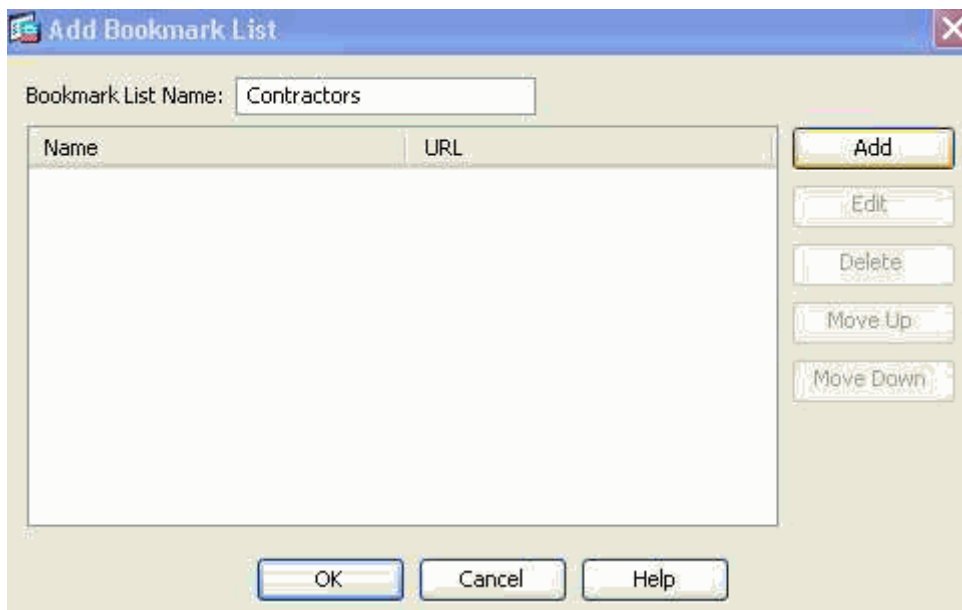 Add Bookmark List
Bookmark List Name: Contractors
Name URL
Add
Edit
Delete
Move Up
Move Down
OK Cancel Help